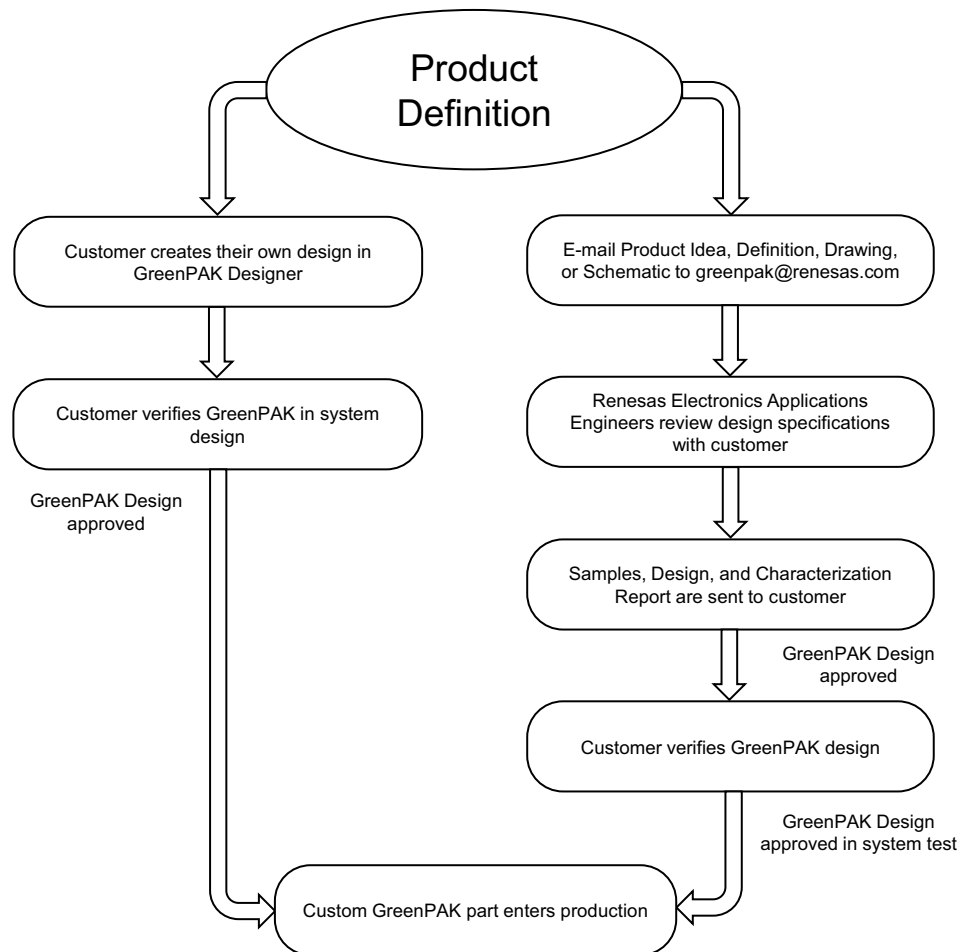 Product
Definition
Customer creates their own design in
GreenPAK Designer
Customer verifies GreenPAK in system
design
GreenPAK Design
approved
E-mail Product Idea, Definition, Drawing,
or Schematic to greenpak@renesas.com
Renesas Electronics Applications
Engineers review design specifications
with customer
Samples, Design, and Characterization
Report are sent to customer
GreenPAK Design
approved
Customer verifies GreenPAK design
GreenPAK Design
approved in system test
Custom GreenPAK part enters production